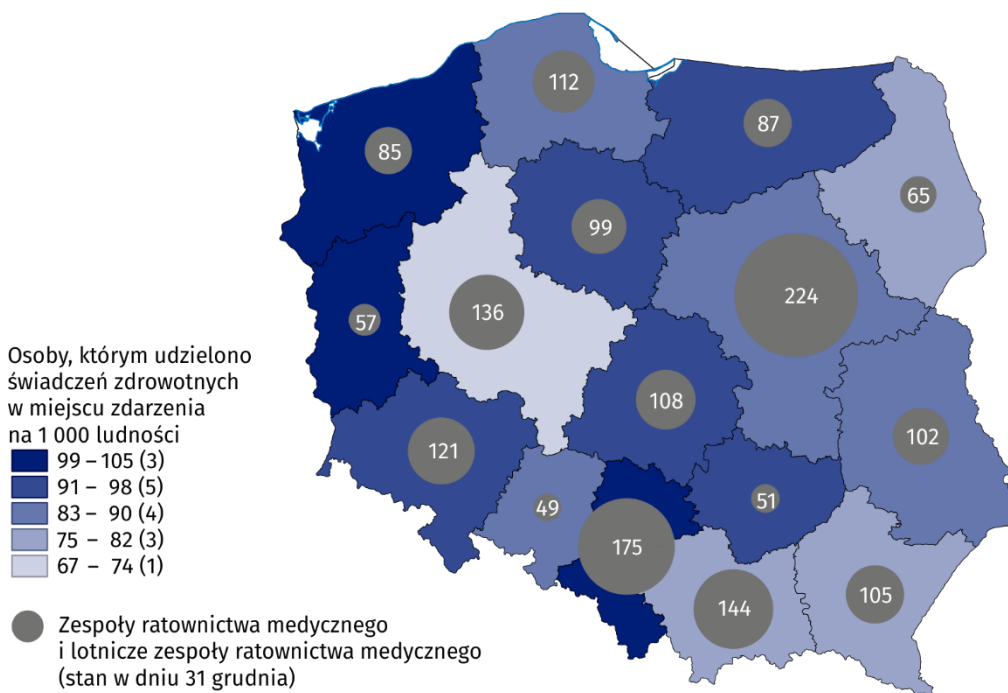 112
87
85
65
99
224
136
57
Osoby, którym udzielono
świadczeń zdrowotnych
w miejscu zdarzenia
na 1 000 ludności
99 – 105 (3)
91 – 98 (5)
83 – 90 (4)
75 – 82 (3)
67 – 74 (1)
108
102
121
51
49
175
105
144
Zespoły ratownictwa medycznego
i lotnicze zespoły ratownictwa medycznego
(stan w dniu 31 grudnia)